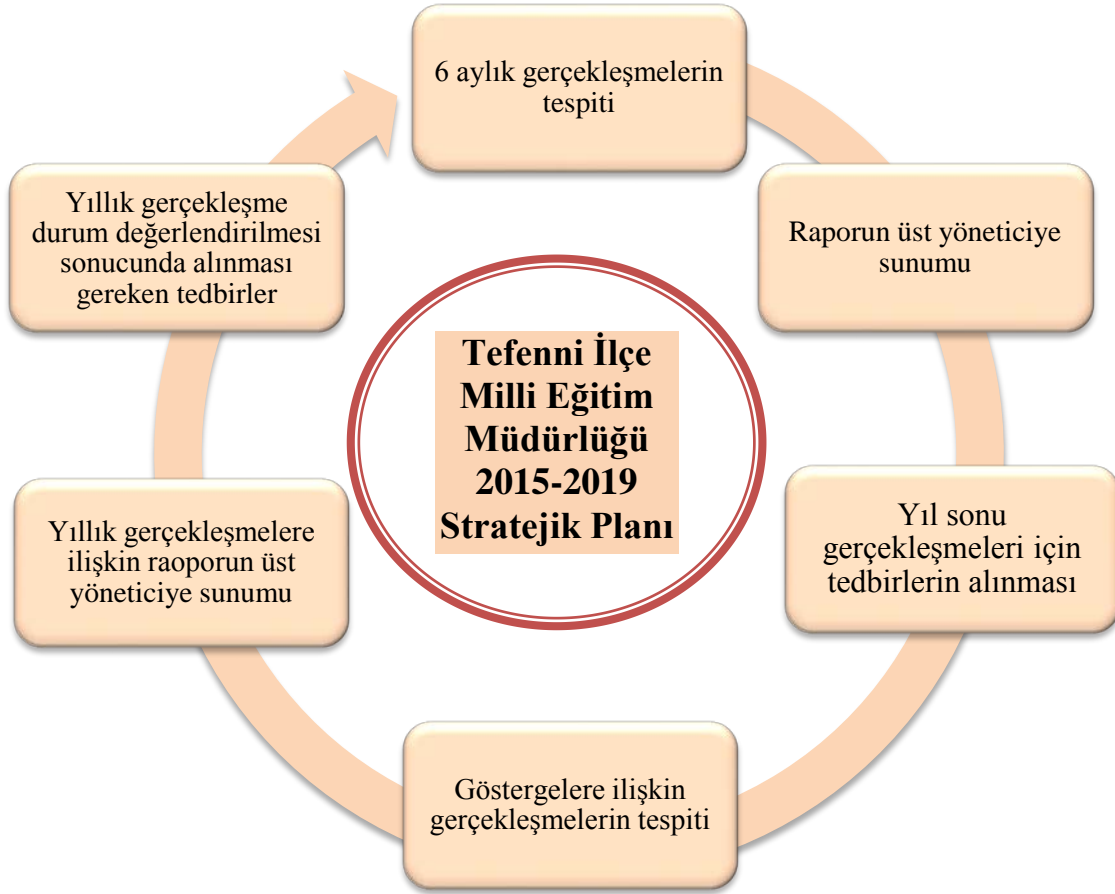 6 aylık gerçekleşmelerin
tespiti
Raporun üst yöneticiye
sunumu
Yıl sonu
gerçekleşmeleri için
tedbirlerin alınması
Göstergelere ilişkin
gerçekleşmelerin tespiti
Yıllık gerçekleşmelere
ilişkin raoporun üst
yöneticiye sunumu
Yıllık gerçekleşme
durum değerlendirilmesi
sonucunda alınması
gereken tedbirler
Tefenni İlçe
Milli Eğitim
Müdürlüğü
2015-2019
Stratejik Planı